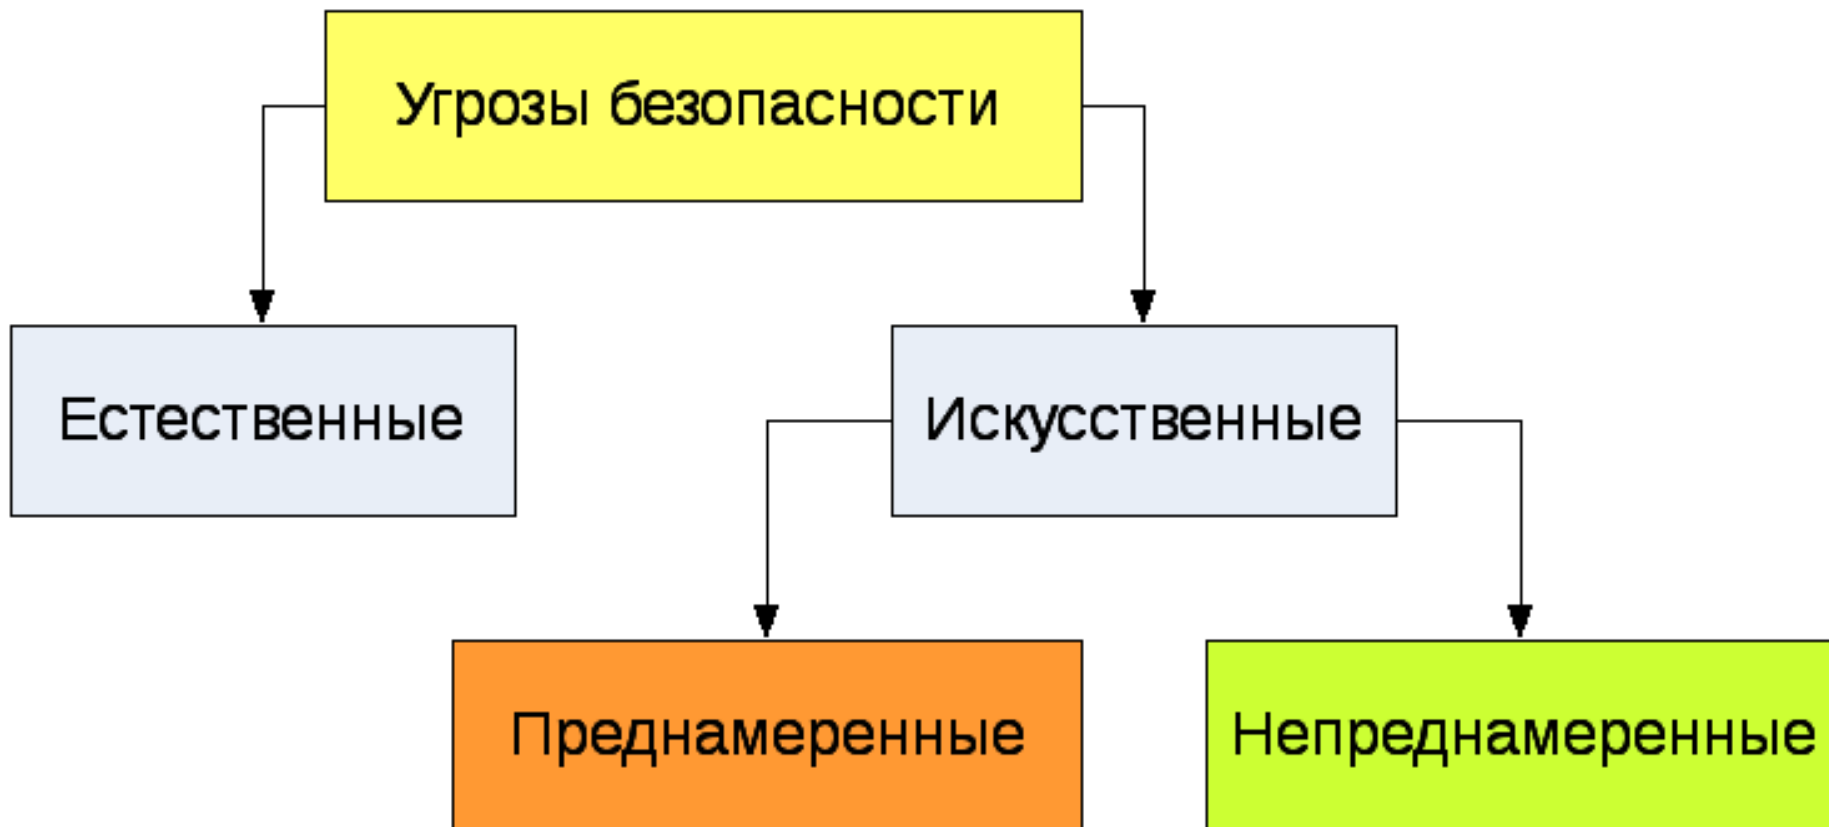 Угрозы безопасности
Естественные
Искусственные
Преднамеренные
Непреднамеренные